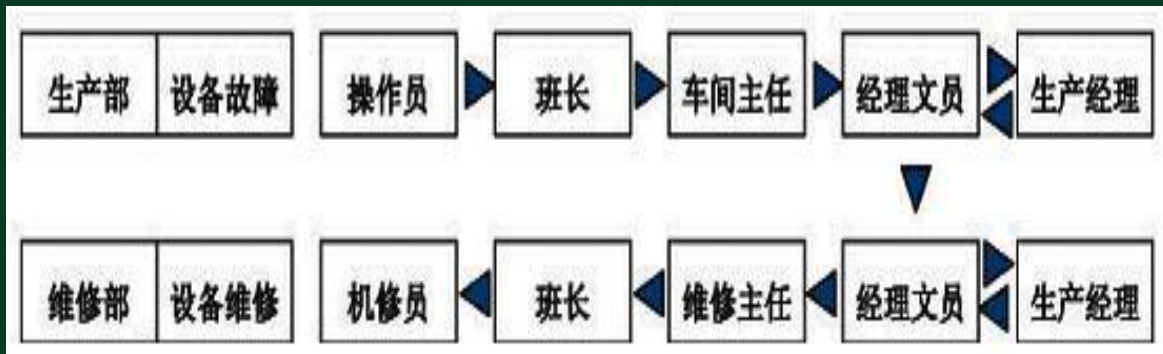 生产部 设备故障 操作员 班长 车间主任 经理文员 生产经理
维修部 设备维修 机修员 班长 维修主任 经理文员 生产经理